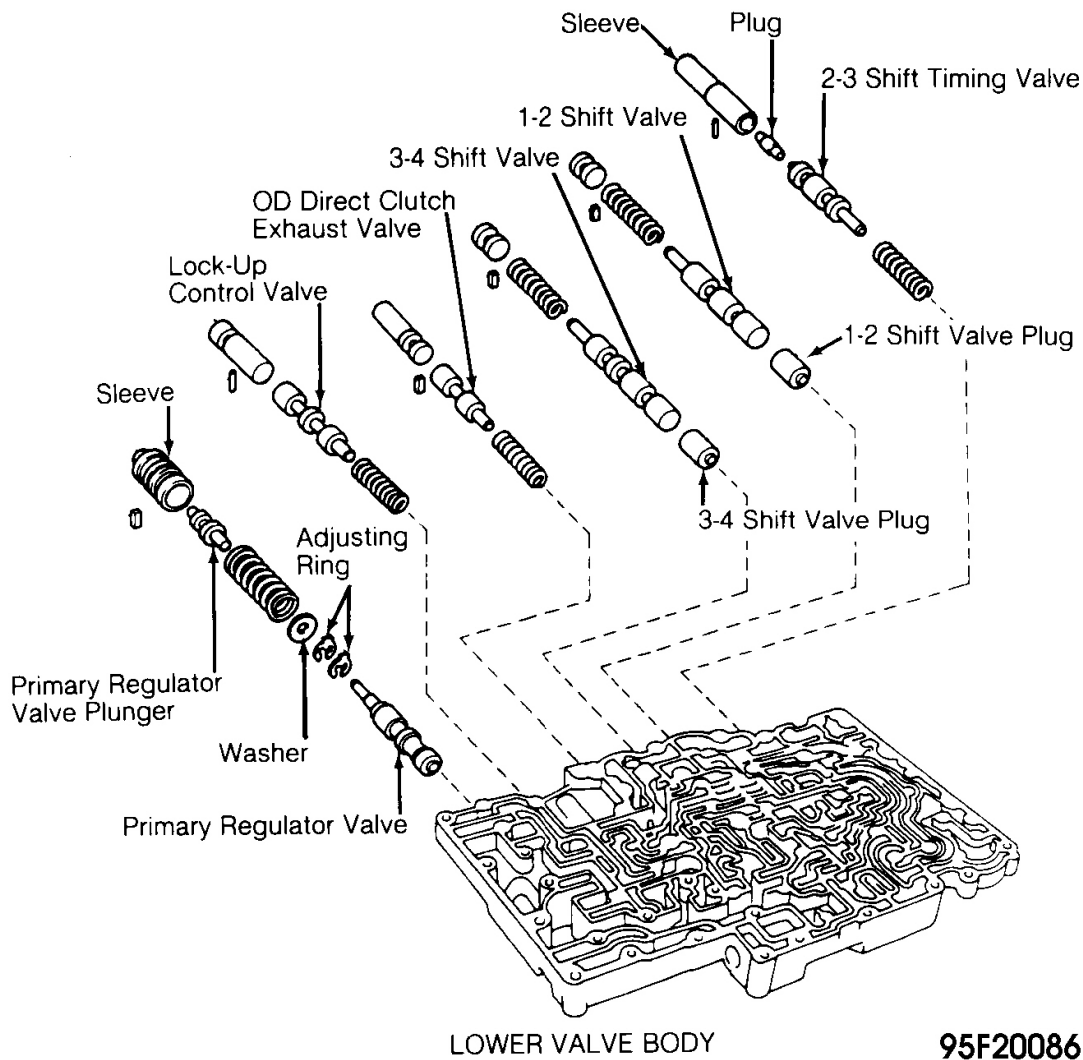 Sleeve
Plug
2-3 Shift Timing Valve
1-2 Shift Valve
3-4 Shift Valve
OD Direct Clutch
Exhaust Valve
Lock-Up
Control Valve
1-2 Shift Valve Plug
Sleeve
3-4 Shift Valve Plug
Adjusting
Ring
Primary Regulator
Valve Plunger
Washer
Primary Regulator Valve
LOWER VALVE BODY
95F20086